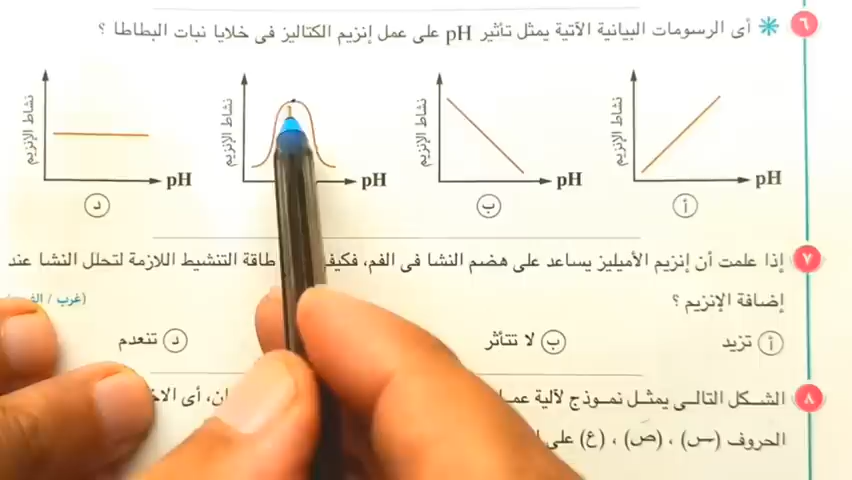 ٦ أى الرسومات البيانية الآتية يمثل تأثير pH على عمل إنزيم الكتاليز فى خلايا نبات البطاطا ؟
نشاط الإنزيم
pH
أ
نشاط الإنزيم
pH
ب
نشاط الإنزيم
pH
نشاط الإنزيم
pH
د
٧ إذا علمت أن إنزيم الأميليز يساعد على هضم النشا فى الفم، فكيف طاقة التنشيط اللازمة لتحلل النشا عند
إضافة الإنزيم ؟
(غرب /
أ تزيد
ب لا تتأثر
د تنعدم
٨ الشكل التالى يمثل نموذج لآلية أى
الحروف (س) ، (ص) ، (ع) على